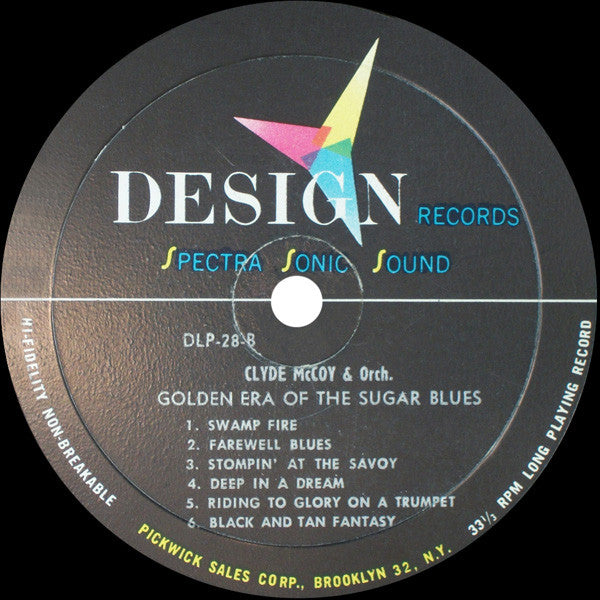 DESIGN RECORDS
SPECTRA SONIC SOUND
DLP-28-B
CLYDE McCOY & Orch.
GOLDEN ERA OF THE SUGAR BLUES
1. SWAMP FIRE
2. FAREWELL BLUES
3. STOMPIN' AT THE SAVOY
4. DEEP IN A DREAM
5. RIDING TO GLORY ON A TRUMPET
6. BLACK AND TAN FANTASY
HI-FIDELITY NON-BREAKABLE
33⅓ RPM LONG PLAYING RECORD
PICKWICK SALES CORP., BROOKLYN 32, N.Y.